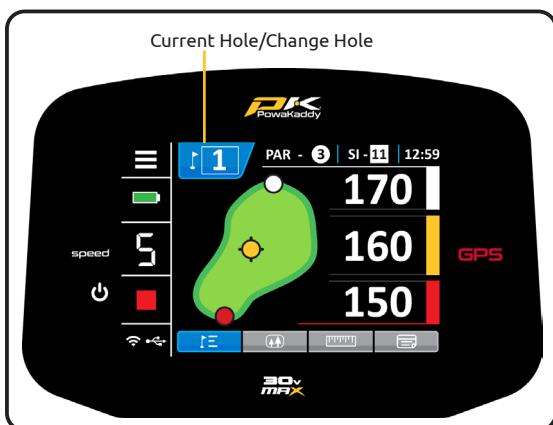 Current Hole/Change Hole
PK
PowaKaddy
1 PAR - 3 SI - 11 12:59
170
160
150
speed 5
GPS
30v
MAX